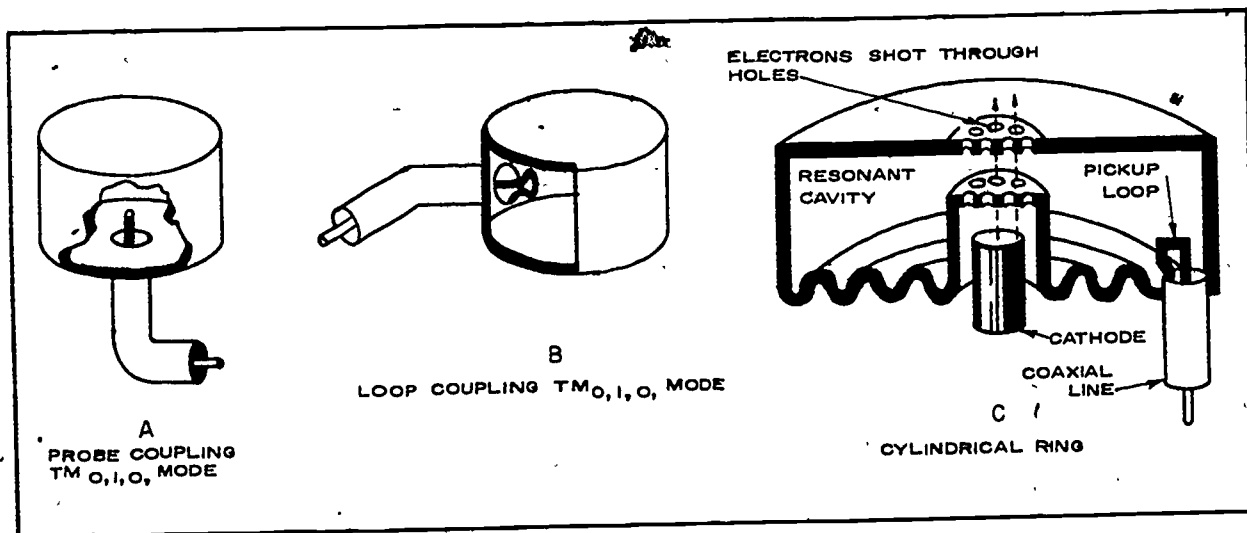 A
PROBE COUPLING
TM 0,1,0, MODE
B
LOOP COUPLING TM0,1,0, MODE
ELECTRONS SHOT THROUGH
HOLES
RESONANT
CAVITY
PICKUP
LOOP
CATHODE
COAXIAL
LINE
C
CYLINDRICAL RING